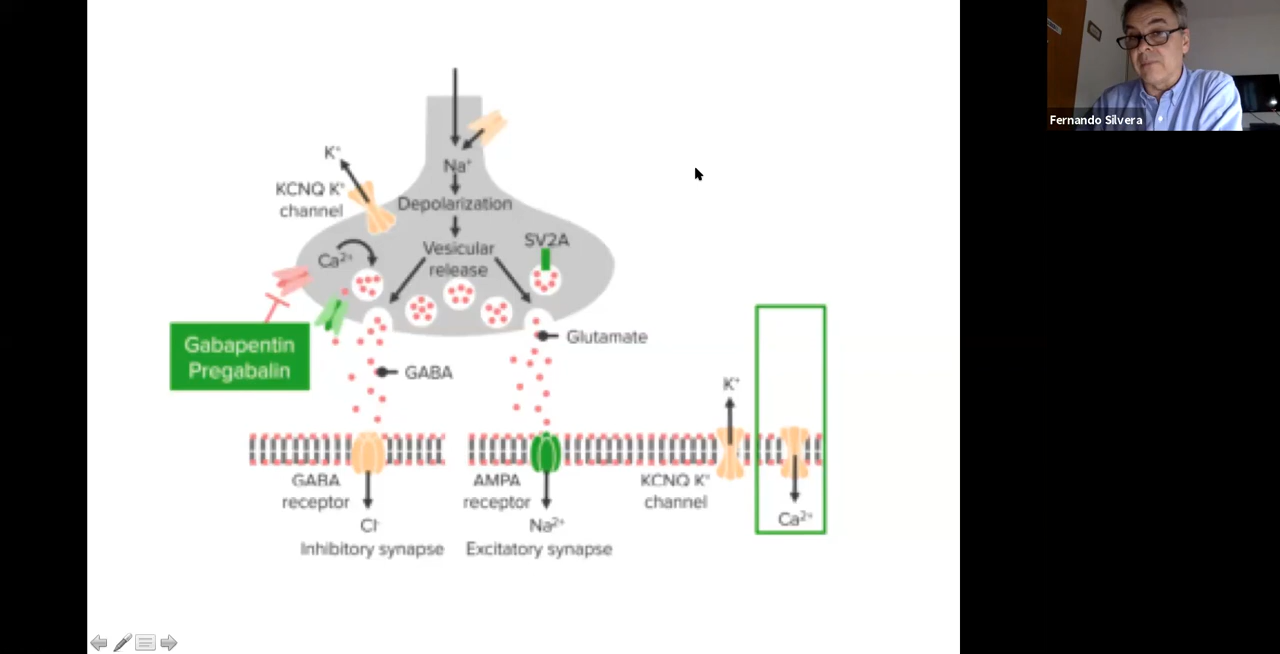 Fernando Silvera
K⁺
Na⁺
KCNQ K⁺
channel
Depolarization
Vesicular
release
SV2A
Ca²⁺
Gabapentin
Pregabalin
Glutamate
GABA
K⁺
GABA
receptor
AMPA
receptor
KCNQ K⁺
channel
Cl⁻
Na²⁺
Ca²⁺
Inhibitory synapse
Excitatory synapse